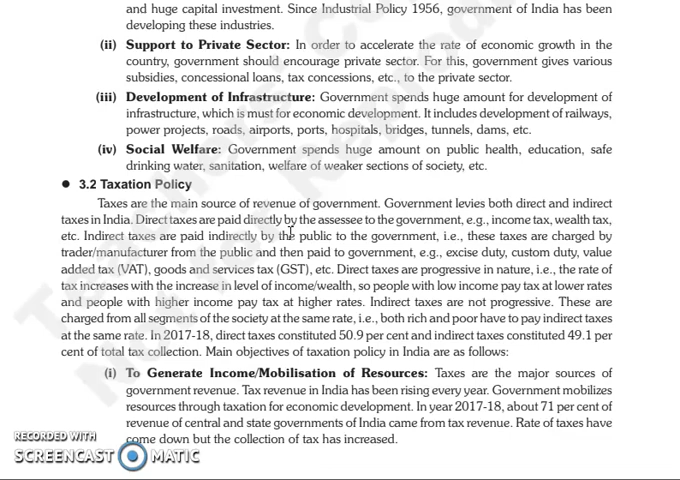 and huge capital investment. Since Industrial Policy 1956, government of India has been
developing these industries.
(ii) Support to Private Sector: In order to accelerate the rate of economic growth in the
country, government should encourage private sector. For this, government gives various
subsidies, concessional loans, tax concessions, etc., to the private sector.
(iii) Development of Infrastructure: Government spends huge amount for development of
infrastructure, which is must for economic development. It includes development of railways,
power projects, roads, airports, ports, hospitals, bridges, tunnels, dams, etc.
(iv) Social Welfare: Government spends huge amount on public health, education, safe
drinking water, sanitation, welfare of weaker sections of society, etc.
● 3.2 Taxation Policy
Taxes are the main source of revenue of government. Government levies both direct and indirect
taxes in India. Direct taxes are paid directly by the assessee to the government, e.g., income tax, wealth tax,
etc. Indirect taxes are paid indirectly by the public to the government, i.e., these taxes are charged by
trader/manufacturer from the public and then paid to government, e.g., excise duty, custom duty, value
added tax (VAT), goods and services tax (GST), etc. Direct taxes are progressive in nature, i.e., the rate of
tax increases with the increase in level of income/wealth, so people with low income pay tax at lower rates
and people with higher income pay tax at higher rates. Indirect taxes are not progressive. These are
charged from all segments of the society at the same rate, i.e., both rich and poor have to pay indirect taxes
at the same rate. In 2017-18, direct taxes constituted 50.9 per cent and indirect taxes constituted 49.1 per
cent of total tax collection. Main objectives of taxation policy in India are as follows:
(i) To Generate Income/Mobilisation of Resources: Taxes are the major sources of
government revenue. Tax revenue in India has been rising every year. Government mobilizes
resources through taxation for economic development. In year 2017-18, about 71 per cent of
revenue of central and state governments of India came from tax revenue. Rate of taxes have
come down but the collection of tax has increased.
RECORDED WITH
SCREENCAST MATIC